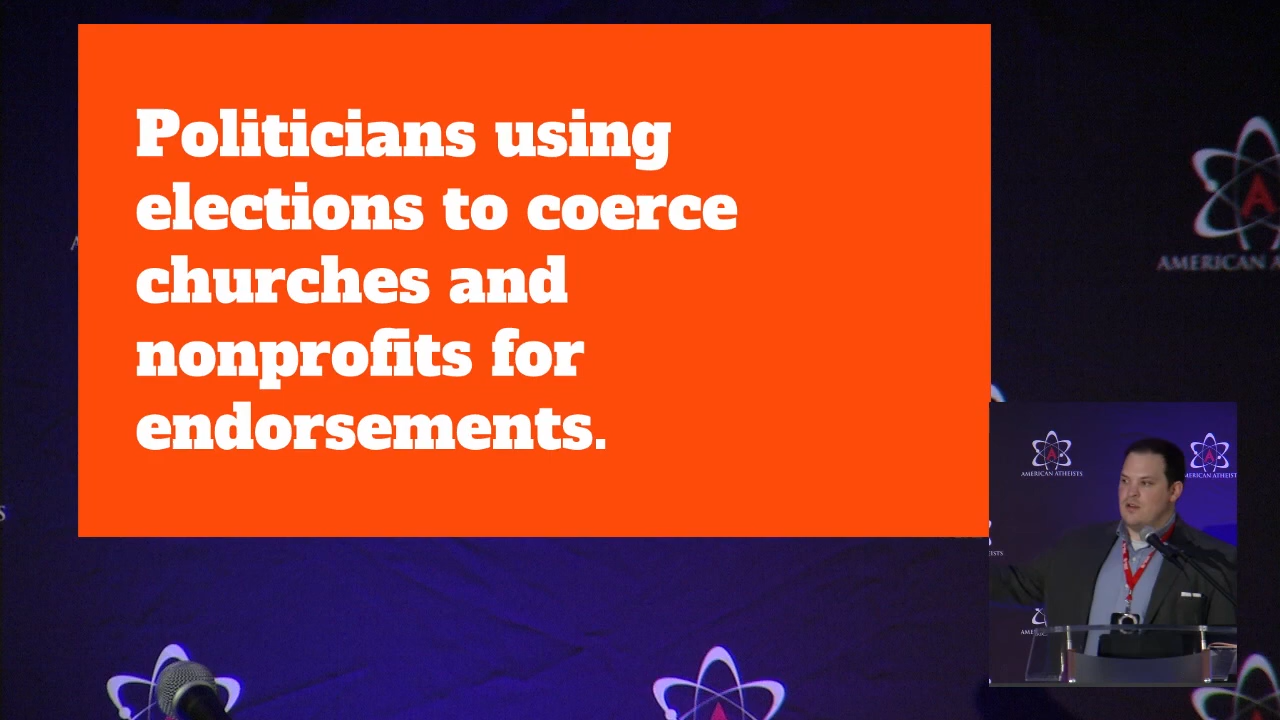 Politicians using
elections to coerce
churches and
nonprofits for
endorsements.
AMERICAN A
AMERICAN ATHEISTS
AMERICAN ATHEISTS